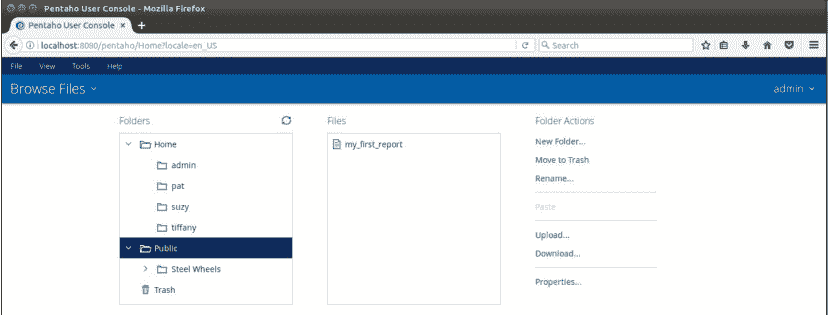 Pentaho User Console - Mozilla Firefox
Pentaho User Console × +
localhost:8080/pentaho/Home?locale=en_US
Search
File View Tools Help
Browse Files
admin
Folders
Files
Folder Actions
Home
admin
pat
suzy
tiffany
Public
Steel Wheels
Trash
my_first_report
New Folder...
Move to Trash
Rename...
Paste
Upload...
Download...
Properties...